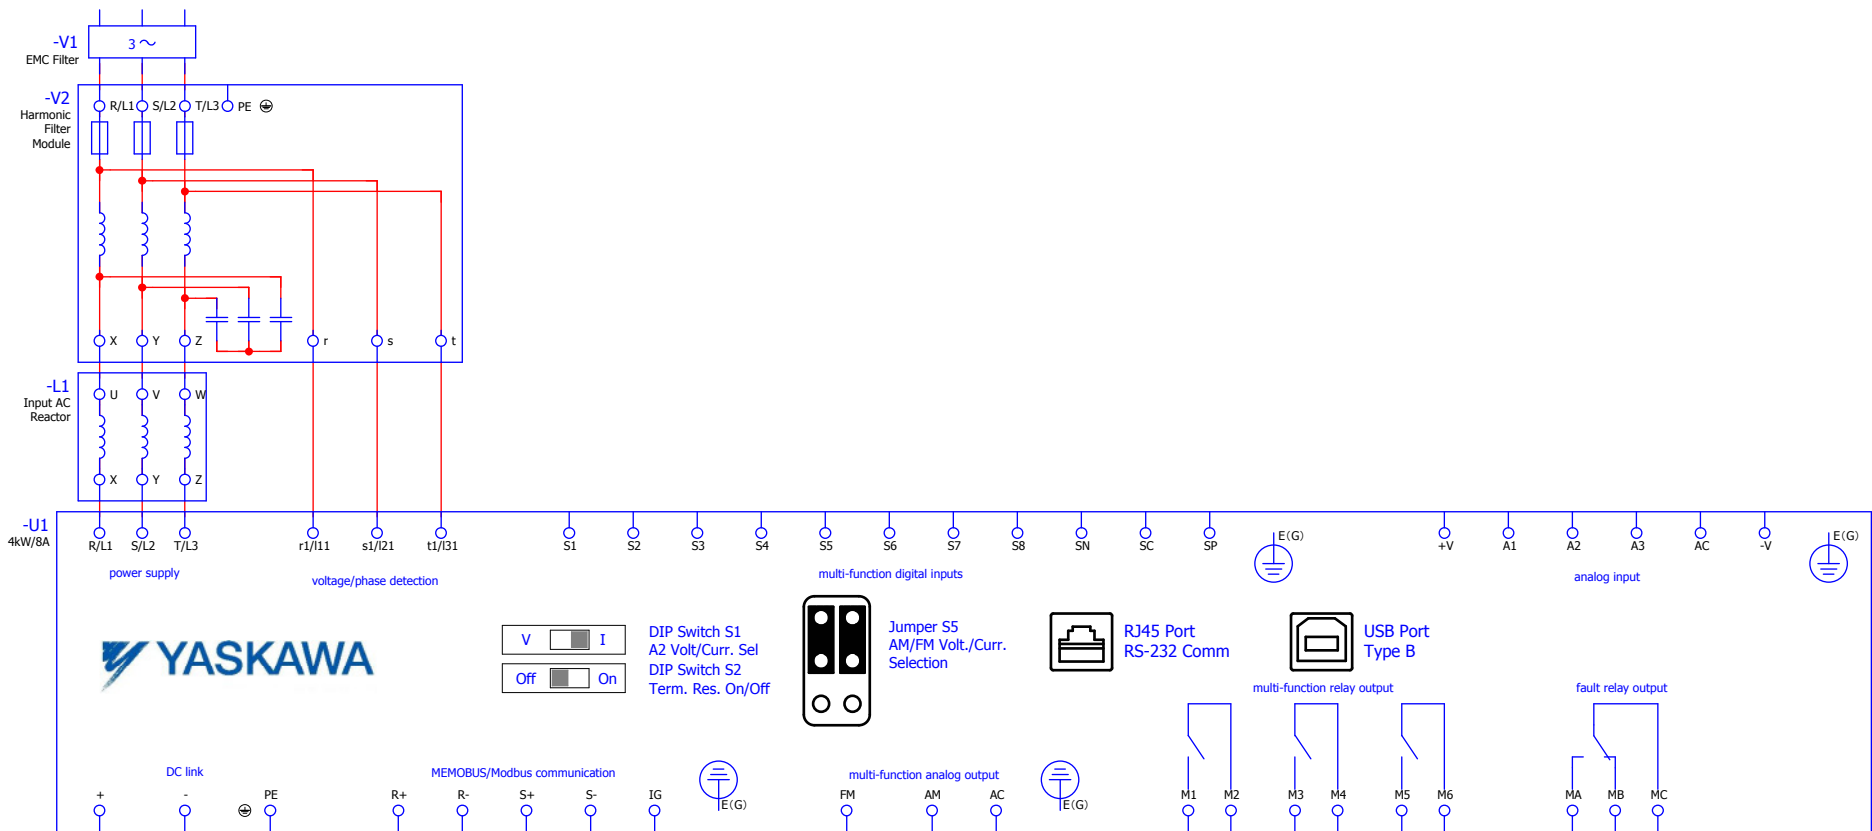 -V1
EMC Filter
3
-V2
Harmonic
Filter
Module
R/L1 S/L2 T/L3 PE
X Y Z r s t
-L1
Input AC
Reactor
U V W
X Y Z
-U1
4kW/8A
R/L1 S/L2 T/L3 r1/l11 s1/l21 t1/l31 S1 S2 S3 S4 S5 S6 S7 S8 SN SC SP E(G) +V A1 A2 A3 AC -V E(G)
power supply voltage/phase detection multi-function digital inputs analog input
YASKAWA
V I
DIP Switch S1
A2 Volt/Curr. Sel
Off On
DIP Switch S2
Term. Res. On/Off
Jumper S5
AM/FM Volt./Curr.
Selection
RJ45 Port
RS-232 Comm
USB Port
Type B
multi-function relay output fault relay output
DC link MEMOBUS/Modbus communication multi-function analog output
+ - PE R+ R- S+ S- IG E(G) FM AM AC E(G) M1 M2 M3 M4 M5 M6 MA MB MC